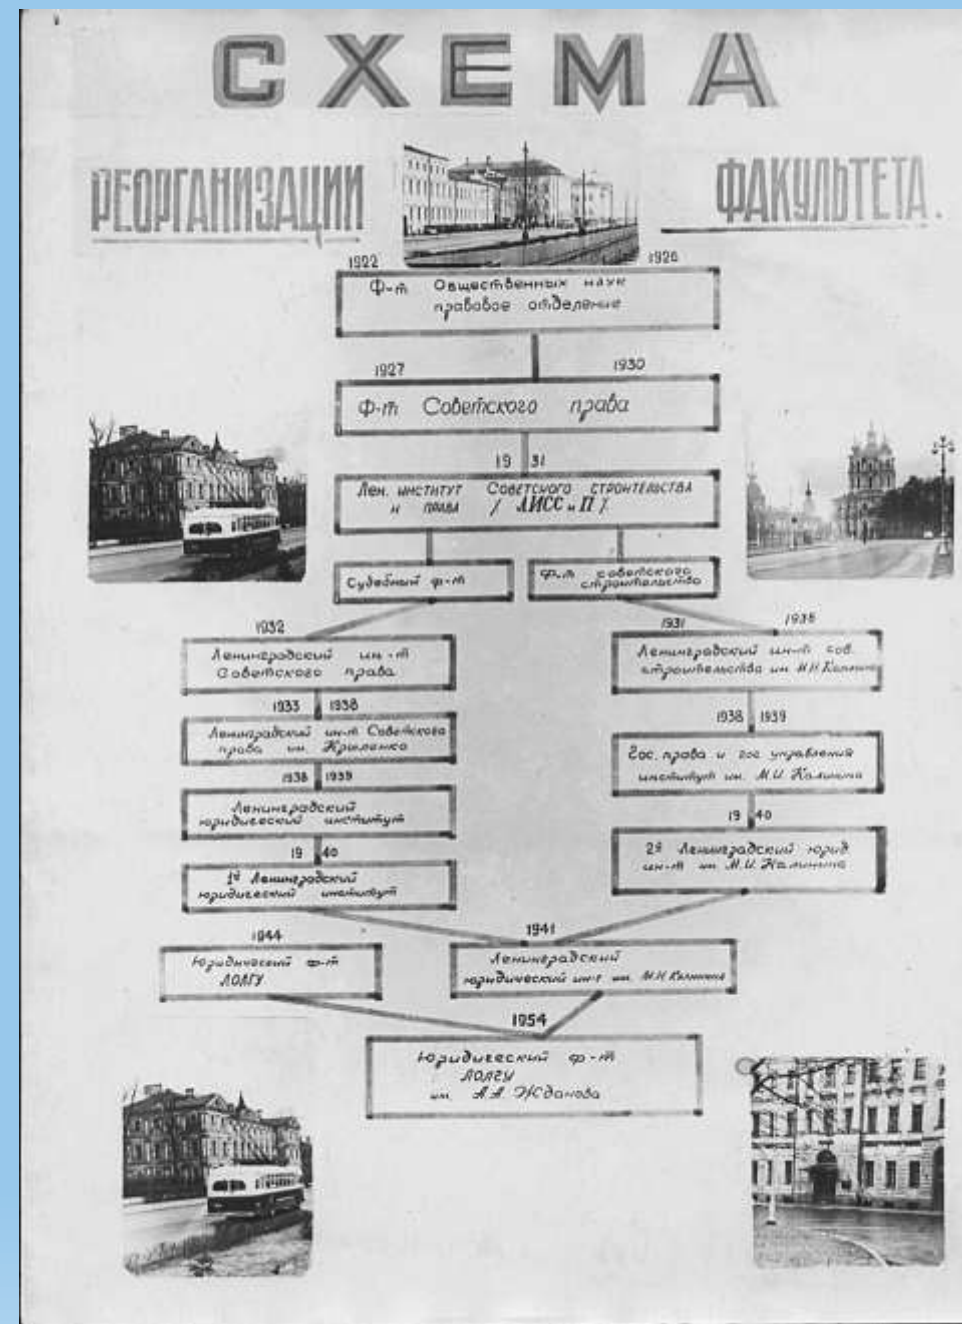 СХЕМА
РЕОРГАНИЗАЦИИ ФАКУЛЬТЕТА.
1922 1926
Ф-т Общественных наук
правовое отделение
1927 1930
Ф-т Советского права
19 31
Лен. институт Советского строительства
и права / ЛИСС и П /
Судебный ф-т
Ф-т советского
строительства
1932
Ленинградский ин-т
Советского права
1931 1938
Ленинградский ин-т сов.
строительства им. М.И. Калинина
1933 1938
Ленинградский ин-т Советского
права им. Крыленко
1938 1939
Гос. права и гос управления
институт им. М.И. Калинина
1938 1939
Ленинградский
юридический институт
19 40
1й Ленинградский
юридический институт
19 40
2й Ленинградский юрид
ин-т им М.И. Калинина
1944
Юридический ф-т
ЛОЛГУ
1941
Ленинградский
юридический ин-т им. М.И. Калинина
1954
Юридический ф-т
ЛОЛГУ
им. А.А. Жданова